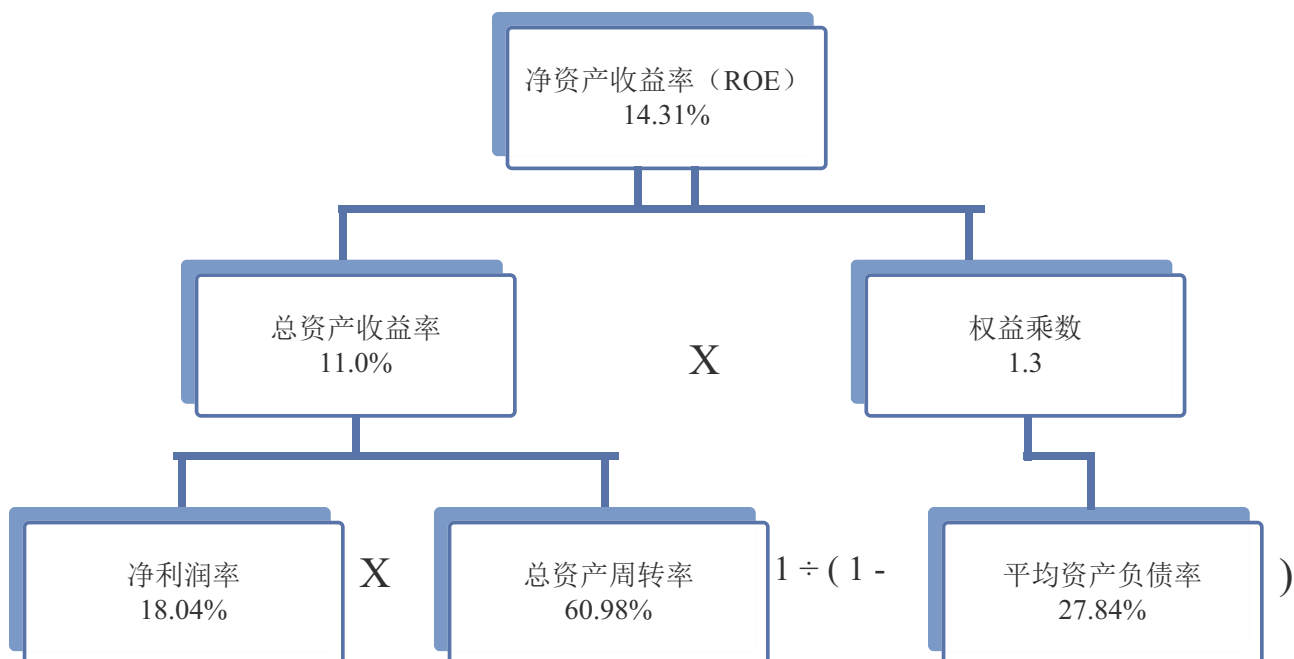 净资产收益率（ROE）
14.31%
总资产收益率
11.0%
X
权益乘数
1.3
净利润率
18.04%
X
总资产周转率
60.98%
1 ÷ ( 1 -
平均资产负债率
27.84%
)